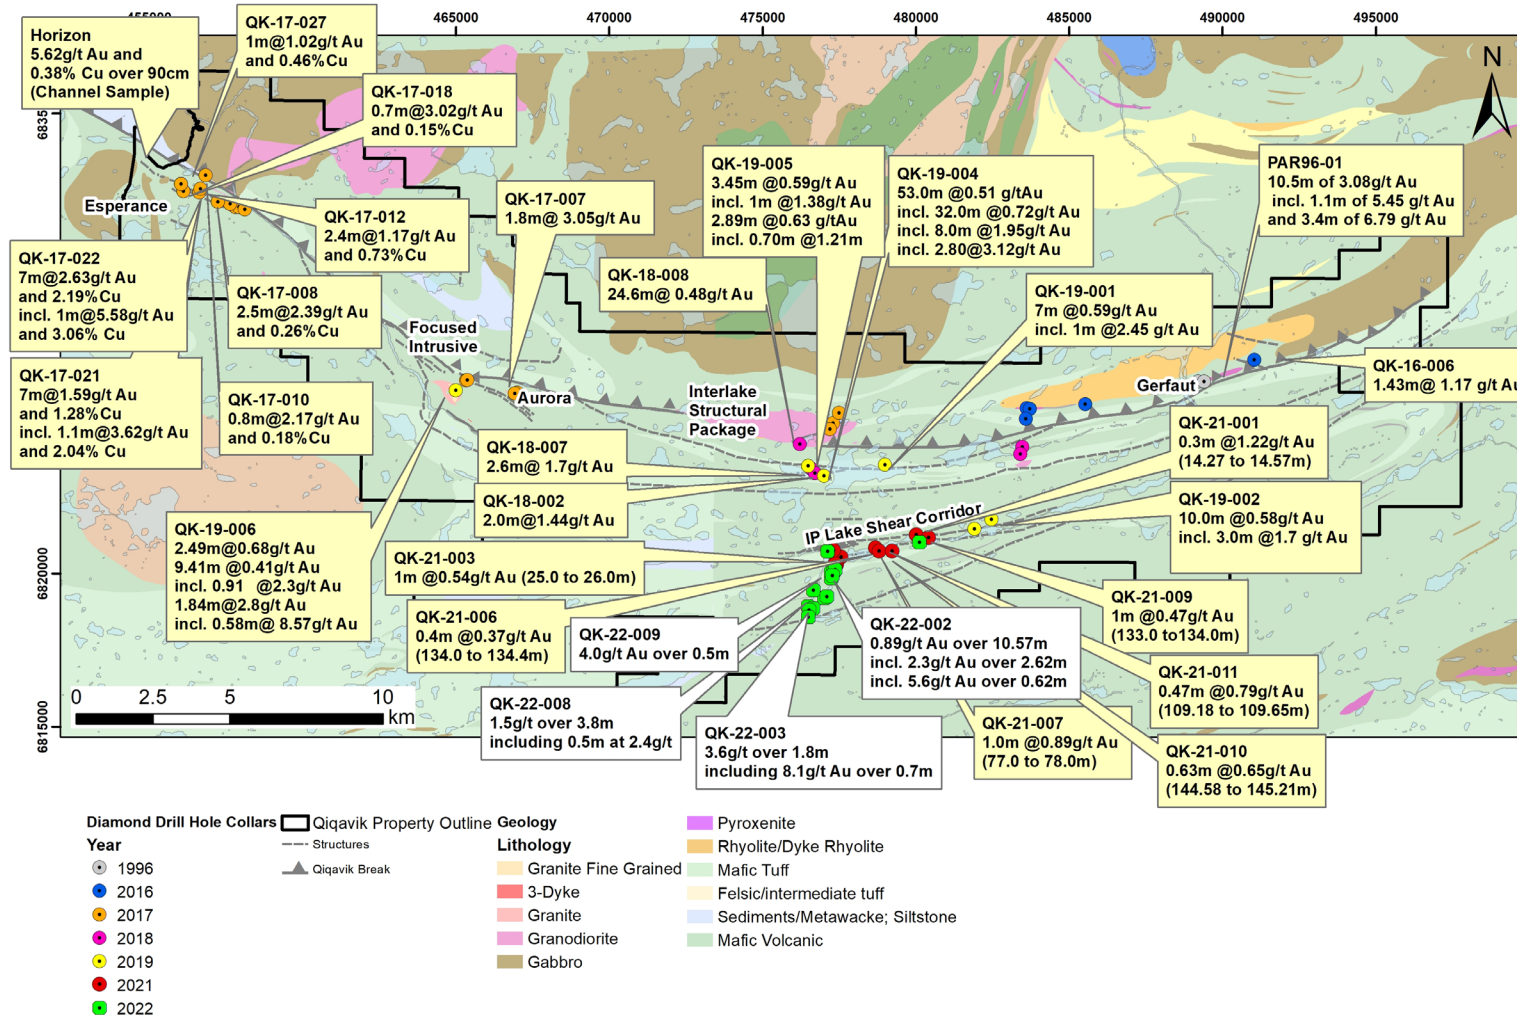 455000
465000
470000
475000
480000
485000
490000
495000
6835
6820000
6815000
N
Horizon
5.62g/t Au and
0.38% Cu over 90cm
(Channel Sample)
QK-17-027
1m@1.02g/t Au
and 0.46%Cu
QK-17-018
0.7m@3.02g/t Au
and 0.15%Cu
Esperance
QK-17-012
2.4m@1.17g/t Au
and 0.73%Cu
QK-17-007
1.8m@ 3.05g/t Au
QK-19-005
3.45m @0.59g/t Au
incl. 1m @1.38g/t Au
2.89m @0.63 g/tAu
incl. 0.70m @1.21m
QK-19-004
53.0m @0.51 g/tAu
incl. 32.0m @0.72g/t Au
incl. 8.0m @1.95g/t Au
incl. 2.80@3.12g/t Au
PAR96-01
10.5m of 3.08g/t Au
incl. 1.1m of 5.45 g/t Au
and 3.4m of 6.79 g/t Au
QK-17-022
7m@2.63g/t Au
and 2.19%Cu
incl. 1m@5.58g/t Au
and 3.06% Cu
QK-17-008
2.5m@2.39g/t Au
and 0.26%Cu
QK-18-008
24.6m@ 0.48g/t Au
QK-19-001
7m @0.59g/t Au
incl. 1m @2.45 g/t Au
Focused
Intrusive
QK-17-021
7m@1.59g/t Au
and 1.28%Cu
incl. 1.1m@3.62g/t Au
and 2.04% Cu
QK-17-010
0.8m@2.17g/t Au
and 0.18%Cu
Aurora
Interlake
Structural
Package
Gerfaut
QK-16-006
1.43m@ 1.17 g/t Au
QK-18-007
2.6m@ 1.7g/t Au
QK-18-002
2.0m@1.44g/t Au
QK-21-001
0.3m @1.22g/t Au
(14.27 to 14.57m)
QK-19-002
10.0m @0.58g/t Au
incl. 3.0m @1.7 g/t Au
IP Lake Shear Corridor
QK-19-006
2.49m@0.68g/t Au
9.41m @0.41g/t Au
incl. 0.91 @2.3g/t Au
1.84m@2.8g/t Au
incl. 0.58m@ 8.57g/t Au
QK-21-003
1m @0.54g/t Au (25.0 to 26.0m)
QK-21-006
0.4m @0.37g/t Au
(134.0 to 134.4m)
QK-22-009
4.0g/t Au over 0.5m
QK-22-002
0.89g/t Au over 10.57m
incl. 2.3g/t Au over 2.62m
incl. 5.6g/t Au over 0.62m
QK-21-009
1m @0.47g/t Au
(133.0 to134.0m)
QK-21-011
0.47m @0.79g/t Au
(109.18 to 109.65m)
QK-22-008
1.5g/t over 3.8m
including 0.5m at 2.4g/t
QK-22-003
3.6g/t over 1.8m
including 8.1g/t Au over 0.7m
QK-21-007
1.0m @0.89g/t Au
(77.0 to 78.0m)
QK-21-010
0.63m @0.65g/t Au
(144.58 to 145.21m)
0 2.5 5 10
km
Diamond Drill Hole Collars
Year
1996
2016
2017
2018
2019
2021
2022
Qiqavik Property Outline
Structures
Qiqavik Break
Geology
Lithology
Granite Fine Grained
3-Dyke
Granite
Granodiorite
Gabbro
Pyroxenite
Rhyolite/Dyke Rhyolite
Mafic Tuff
Felsic/intermediate tuff
Sediments/Metawacke; Siltstone
Mafic Volcanic